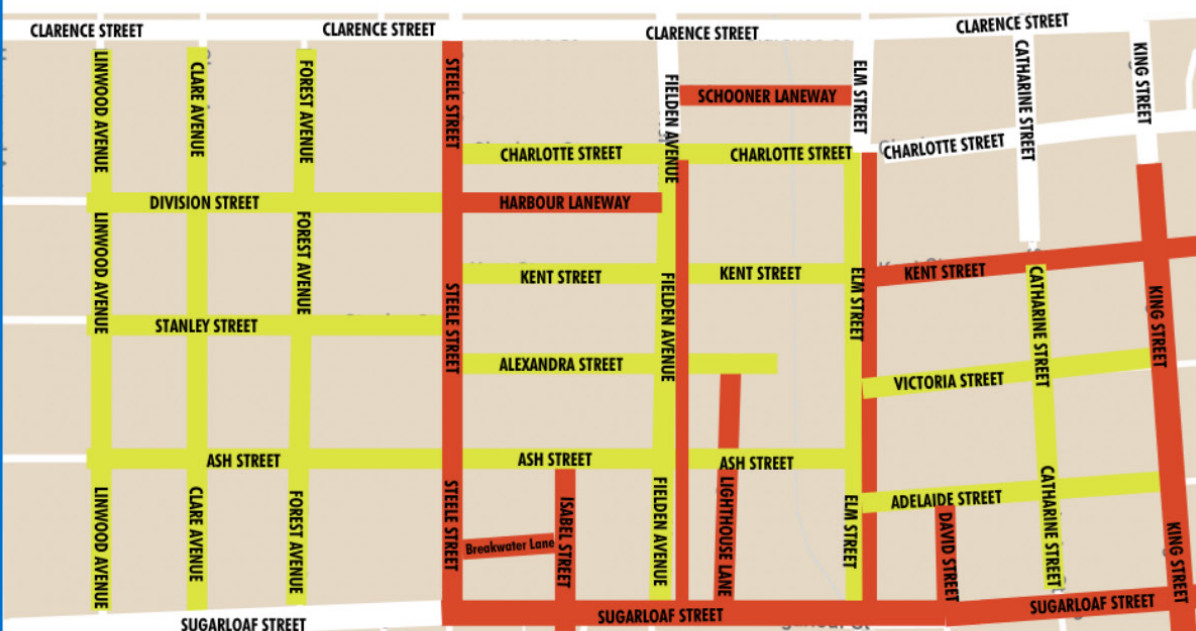 CLARENCE STREET
CLARENCE STREET
CLARENCE STREET
CLARENCE STREET
LINWOOD AVENUE
CLARE AVENUE
FOREST AVENUE
STEELE STREET
FIELDEN AVENUE
SCHOONER LANEWAY
ELM STREET
CATHARINE STREET
KING STREET
CHARLOTTE STREET
CHARLOTTE STREET
CHARLOTTE STREET
DIVISION STREET
HARBOUR LANEWAY
LINWOOD AVENUE
FOREST AVENUE
STEELE STREET
KENT STREET
FIELDEN AVENUE
KENT STREET
ELM STREET
KENT STREET
CATHARINE STREET
KING STREET
STANLEY STREET
ALEXANDRA STREET
VICTORIA STREET
ASH STREET
ASH STREET
ASH STREET
LINWOOD AVENUE
CLARE AVENUE
FOREST AVENUE
STEELE STREET
Breakwater Lane
ISABEL STREET
FIELDEN AVENUE
LIGHTHOUSE LANE
ELM STREET
ADELAIDE STREET
DAVID STREET
CATHARINE STREET
KING STREET
SUGARLOAF STREET
SUGARLOAF STREET
SUGARLOAF STREET